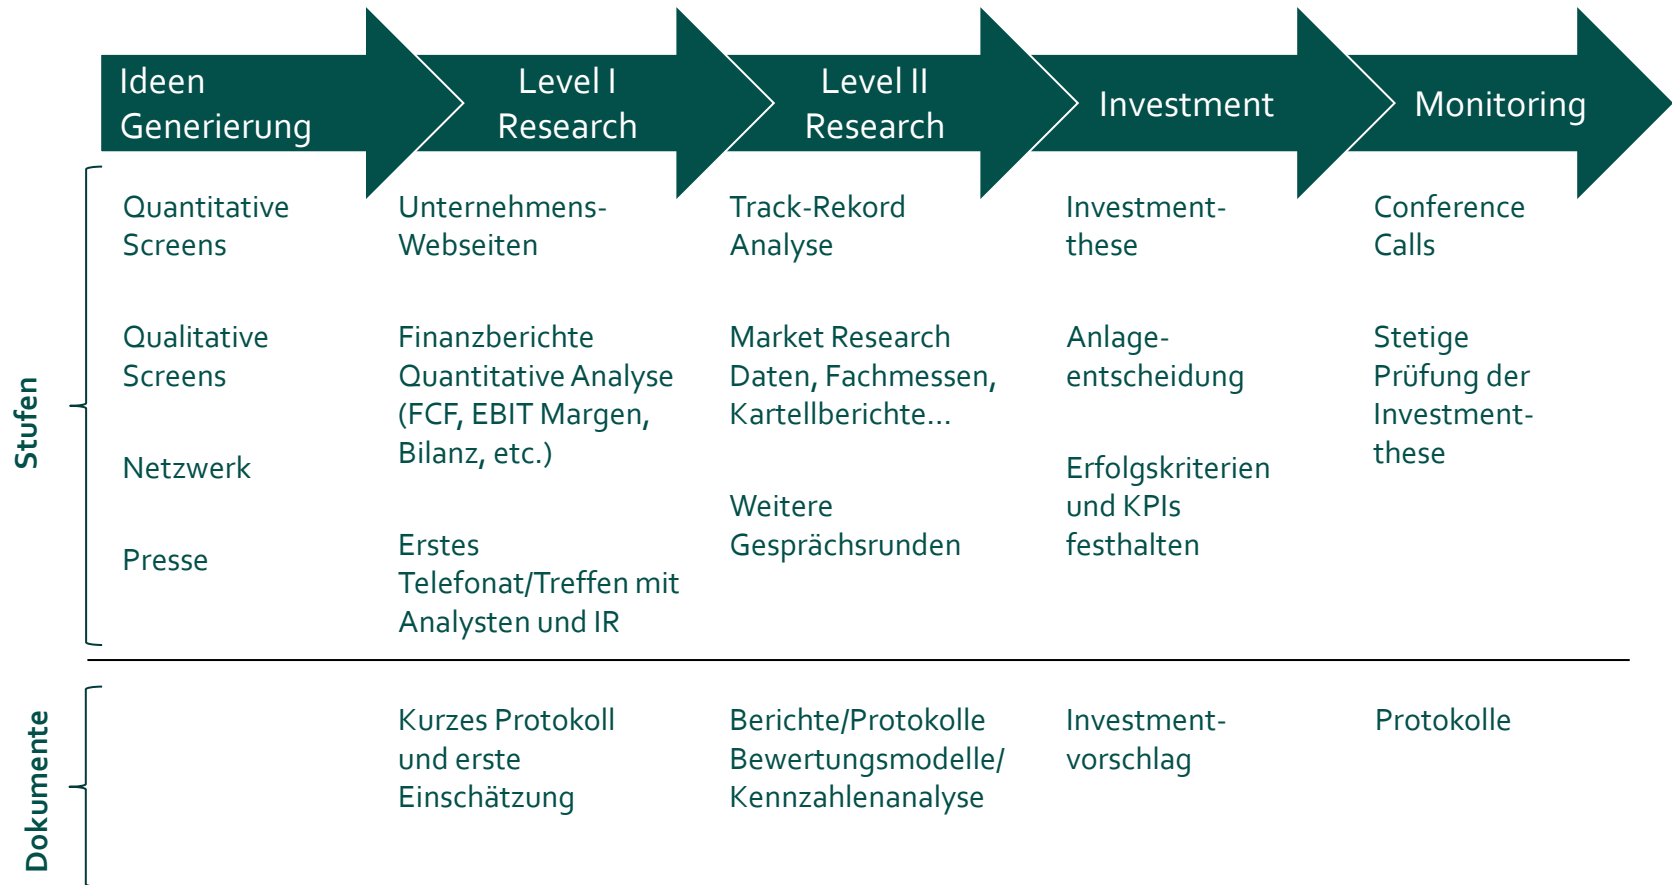 Ideen
Generierung
Level I
Research
Level II
Research
Investment
Monitoring
Stufen
Quantitative
Screens
Qualitative
Screens
Netzwerk
Presse
Unternehmens-
Webseiten
Finanzberichte
Quantitative Analyse
(FCF, EBIT Margen,
Bilanz, etc.)
Erstes
Telefonat/Treffen mit
Analysten und IR
Track-Rekord
Analyse
Market Research
Daten, Fachmessen,
Kartellberichte...
Weitere
Gesprächsrunden
Investment-
these
Anlage-
entscheidung
Erfolgskriterien
und KPIs
festhalten
Conference
Calls
Stetige
Prüfung der
Investment-
these
Dokumente
Kurzes Protokoll
und erste
Einschätzung
Berichte/Protokolle
Bewertungsmodelle/
Kennzahlenanalyse
Investment-
vorschlag
Protokolle